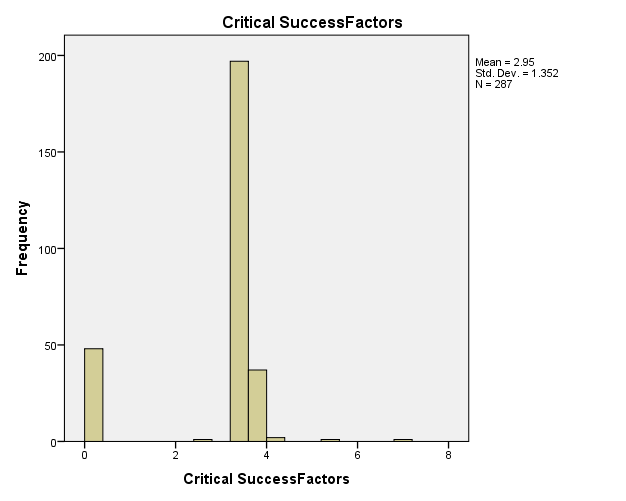 Critical SuccessFactors
Mean = 2.95
Std. Dev. = 1.352
N = 287
Frequency
200
150
100
50
0
0 2 4 6 8
Critical SuccessFactors